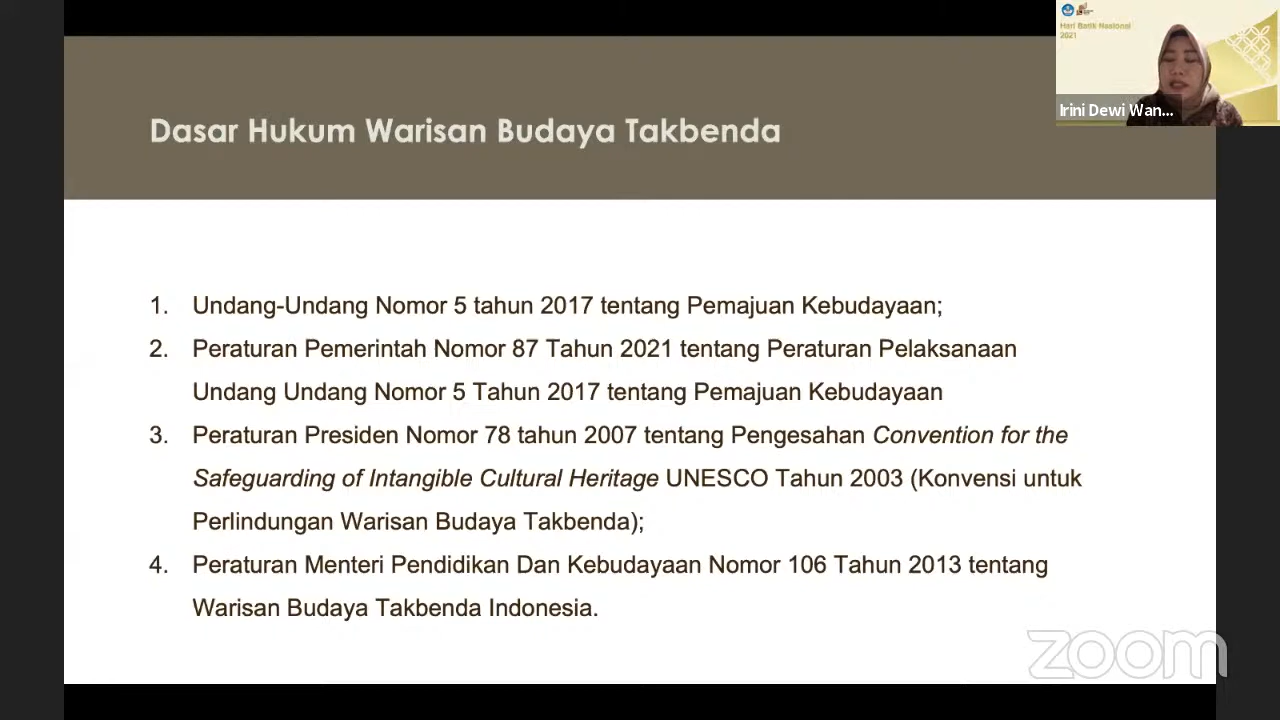 Hari Batik Nasional
2021
Irini Dewi Wan...
Dasar Hukum Warisan Budaya Takbenda
1. Undang-Undang Nomor 5 tahun 2017 tentang Pemajuan Kebudayaan;
2. Peraturan Pemerintah Nomor 87 Tahun 2021 tentang Peraturan Pelaksanaan
Undang Undang Nomor 5 Tahun 2017 tentang Pemajuan Kebudayaan
3. Peraturan Presiden Nomor 78 tahun 2007 tentang Pengesahan Convention for the
Safeguarding of Intangible Cultural Heritage UNESCO Tahun 2003 (Konvensi untuk
Perlindungan Warisan Budaya Takbenda);
4. Peraturan Menteri Pendidikan Dan Kebudayaan Nomor 106 Tahun 2013 tentang
Warisan Budaya Takbenda Indonesia.
zoom